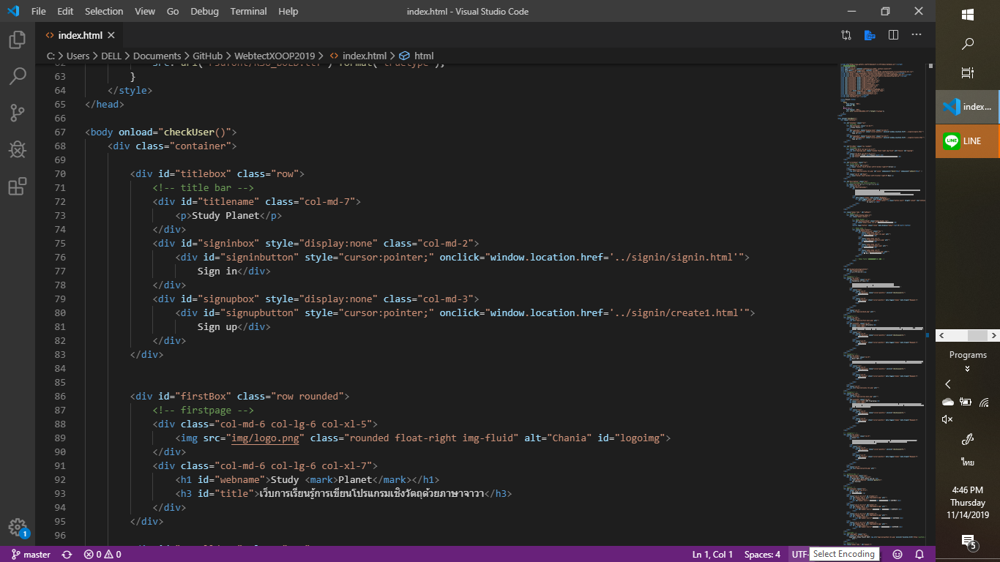 File Edit Selection View Go Debug Terminal Help index.html - Visual Studio Code
index.html
C: > Users > DELL > Documents > GitHub > WebtectXOOP2019 > index.html > html
63 }
64 </style>
65 </head>
66
67 <body onload="checkUser()">
68 <div class="container">
69
70 <div id="titlebox" class="row">
71 <!-- title bar -->
72 <div id="titlename" class="col-md-7">
73 <p>Study Planet</p>
74 </div>
75 <div id="signinbox" style="display:none" class="col-md-2">
76 <div id="signinbutton" style="cursor:pointer;" onclick="window.location.href='../signin/signin.html'">
77 Sign in</div>
78 </div>
79 <div id="signupbox" style="display:none" class="col-md-3">
80 <div id="signupbutton" style="cursor:pointer;" onclick="window.location.href='../signin/create1.html'">
81 Sign up</div>
82 </div>
83 </div>
84
85
86 <div id="firstBox" class="row rounded">
87 <!-- firstpage -->
88 <div class="col-md-6 col-lg-6 col-xl-5">
89 <img src="img/logo.png" class="rounded float-right img-fluid" alt="Chania" id="logoimg">
90 </div>
91 <div class="col-md-6 col-lg-6 col-xl-7">
92 <h1 id="webname">Study <mark>Planet</mark></h1>
93 <h3 id="title">เว็บการเรียนรู้การเขียนโปรแกรมเชิงวัตถุด้วยภาษาจาวา</h3>
94 </div>
95 </div>
96
1
master 0 0 Ln 1, Col 1 Spaces: 4 UTF- Select Encoding
index...
LINE
Programs
ไทย
4:46 PM
Thursday
11/14/2019
5